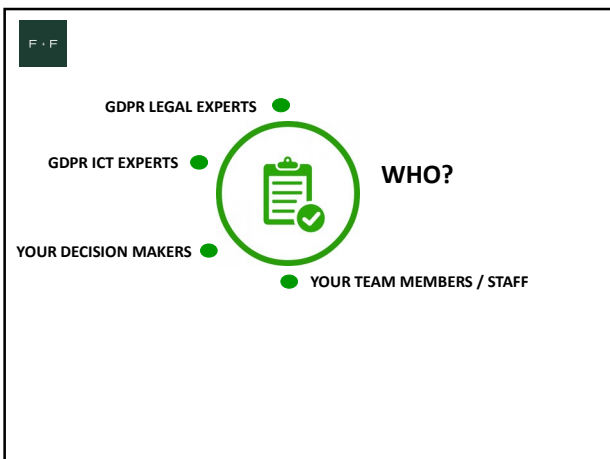 F + F
GDPR LEGAL EXPERTS
GDPR ICT EXPERTS
WHO?
YOUR DECISION MAKERS
YOUR TEAM MEMBERS / STAFF